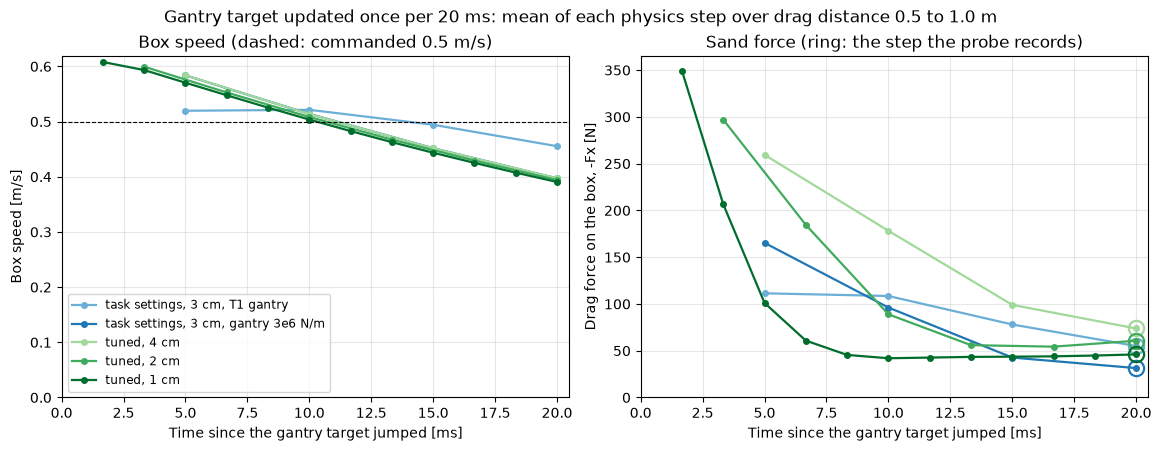 Gantry target updated once per 20 ms: mean of each physics step over drag distance 0.5 to 1.0 m
Box speed (dashed: commanded 0.5 m/s)
Box speed [m/s]
0.6
0.5
0.4
0.3
0.2
0.1
0.0
task settings, 3 cm, T1 gantry
task settings, 3 cm, gantry 3e6 N/m
tuned, 4 cm
tuned, 2 cm
tuned, 1 cm
0.0 2.5 5.0 7.5 10.0 12.5 15.0 17.5 20.0
Time since the gantry target jumped [ms]
Sand force (ring: the step the probe records)
Drag force on the box, -Fx [N]
350
300
250
200
150
100
50
0
0.0 2.5 5.0 7.5 10.0 12.5 15.0 17.5 20.0
Time since the gantry target jumped [ms]